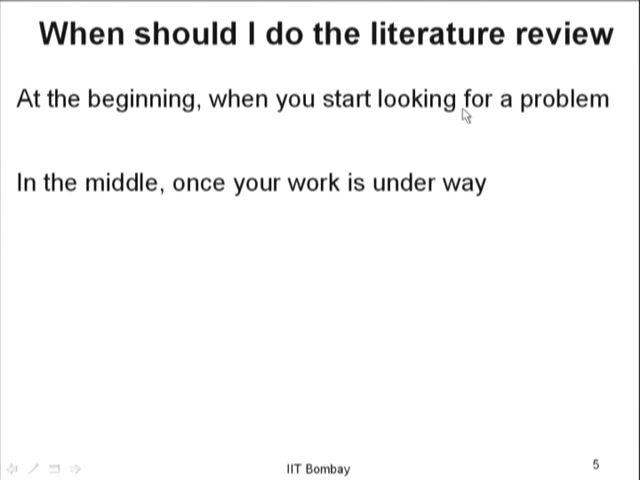 When should I do the literature review
At the beginning, when you start looking for a problem
In the middle, once your work is under way
IIT Bombay
5